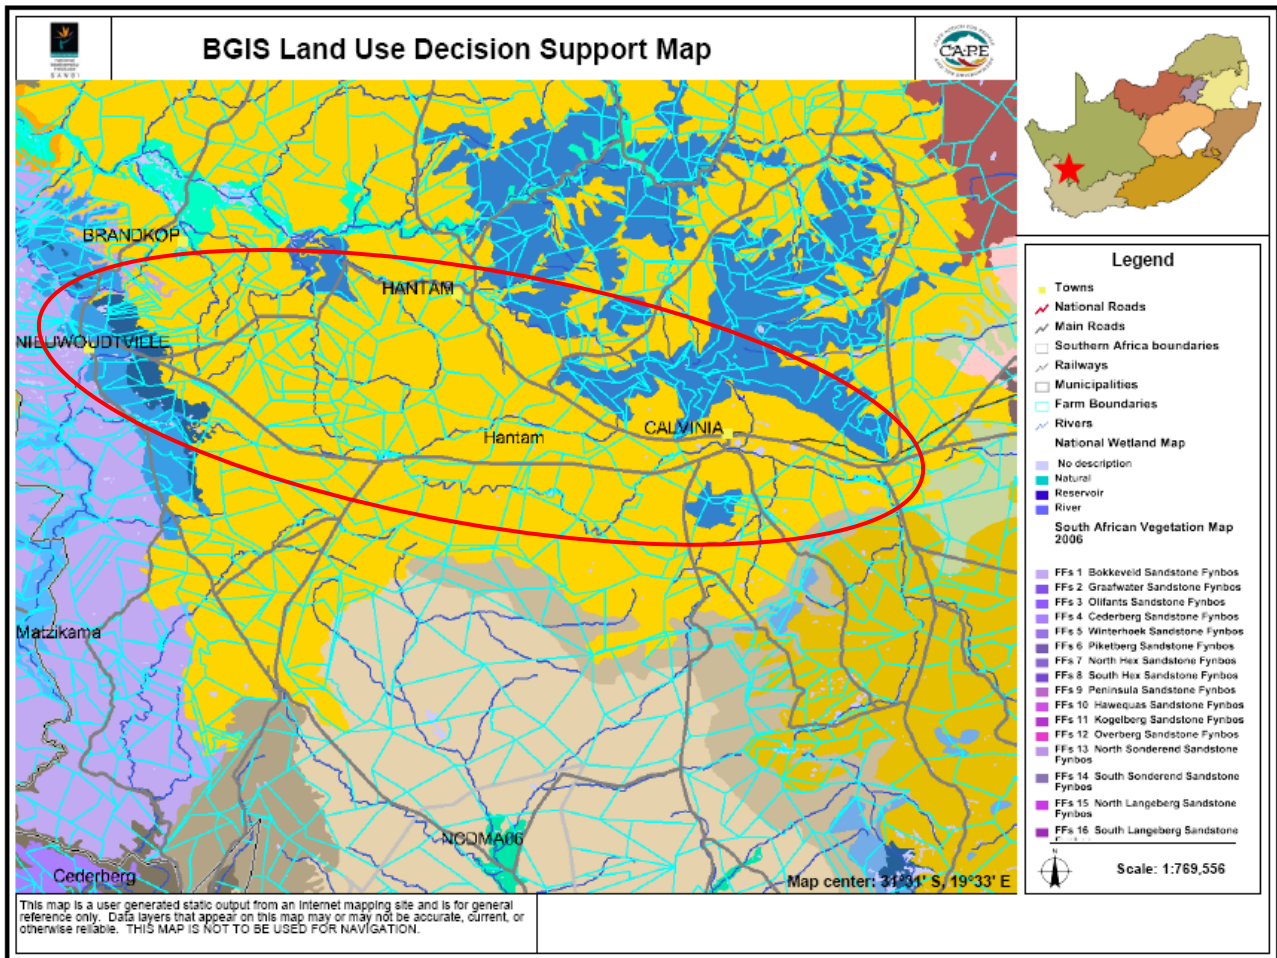 BGIS Land Use Decision Support Map
SANBI
CAPE
BRANDKOP
HANTAM
NIEUWOUDTVILLE
CALVINIA
Hantam
Matzikama
NCDMA06
Cederberg
Map center: 31°31' S, 19°33' E
Legend
Towns
National Roads
Main Roads
Southern Africa boundaries
Railways
Municipalities
Farm Boundaries
Rivers
National Wetland Map
No description
Natural
Reservoir
River
South African Vegetation Map
2006
FFs 1 Bokkeveld Sandstone Fynbos
FFs 2 Graafwater Sandstone Fynbos
FFs 3 Olifants Sandstone Fynbos
FFs 4 Cederberg Sandstone Fynbos
FFs 5 Winterhoek Sandstone Fynbos
FFs 6 Piketberg Sandstone Fynbos
FFs 7 North Hex Sandstone Fynbos
FFs 8 South Hex Sandstone Fynbos
FFs 9 Peninsula Sandstone Fynbos
FFs 10 Hawequas Sandstone Fynbos
FFs 11 Kogelberg Sandstone Fynbos
FFs 12 Overberg Sandstone Fynbos
FFs 13 North Sonderend Sandstone
Fynbos
FFs 14 South Sonderend Sandstone
Fynbos
FFs 15 North Langeberg Sandstone
Fynbos
FFs 16 South Langeberg Sandstone
N
Scale: 1:769,556
This map is a user generated static output from an Internet mapping site and is for general
reference only. Data layers that appear on this map may or may not be accurate, current, or
otherwise reliable. THIS MAP IS NOT TO BE USED FOR NAVIGATION.